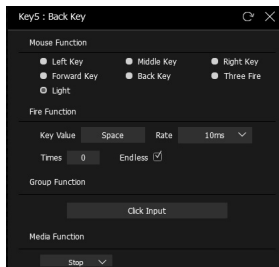 Key5 : Back Key
Mouse Function
Left Key Middle Key Right Key
Forward Key Back Key Three Fire
Light
Fire Function
Key Value Space Rate 10ms
Times 0 Endless
Group Function
Click Input
Media Function
Stop